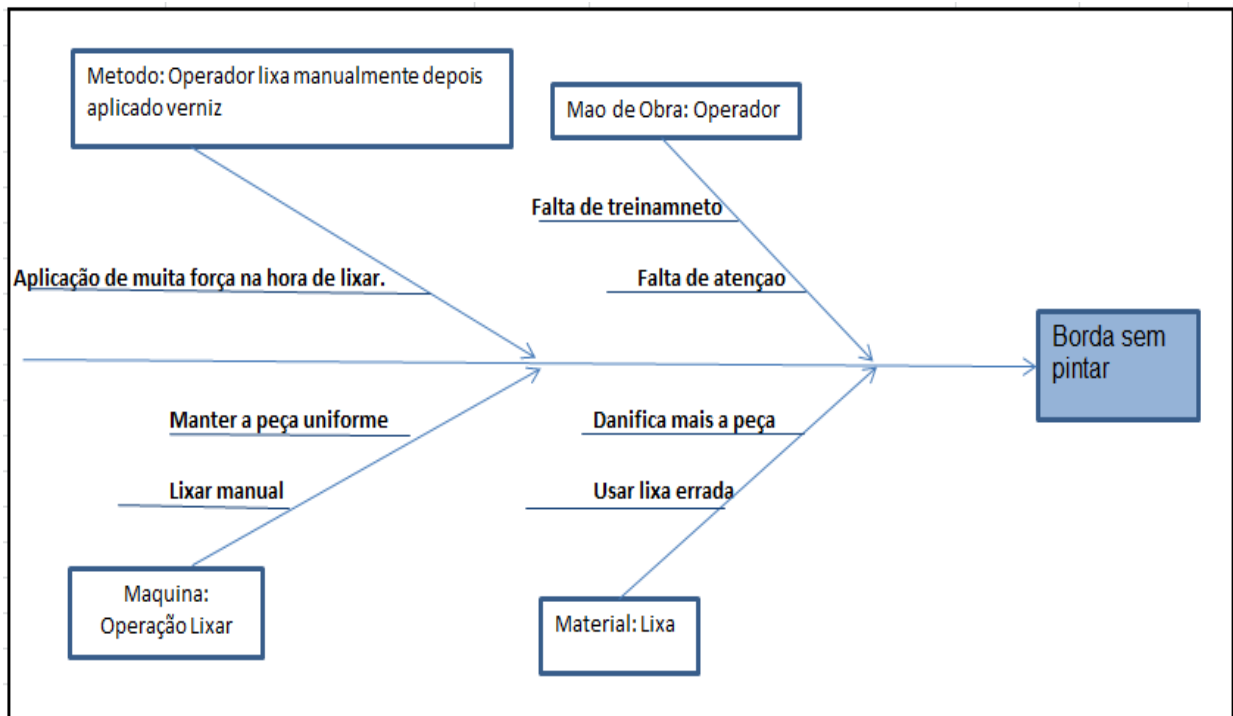 Metodo: Operador lixa manualmente depois
aplicado verniz
Mao de Obra: Operador
Falta de treinamneto
Aplicação de muita força na hora de lixar.
Falta de atençao
Borda sem
pintar
Manter a peça uniforme
Danifica mais a peça
Lixar manual
Usar lixa errada
Maquina:
Operação Lixar
Material: Lixa